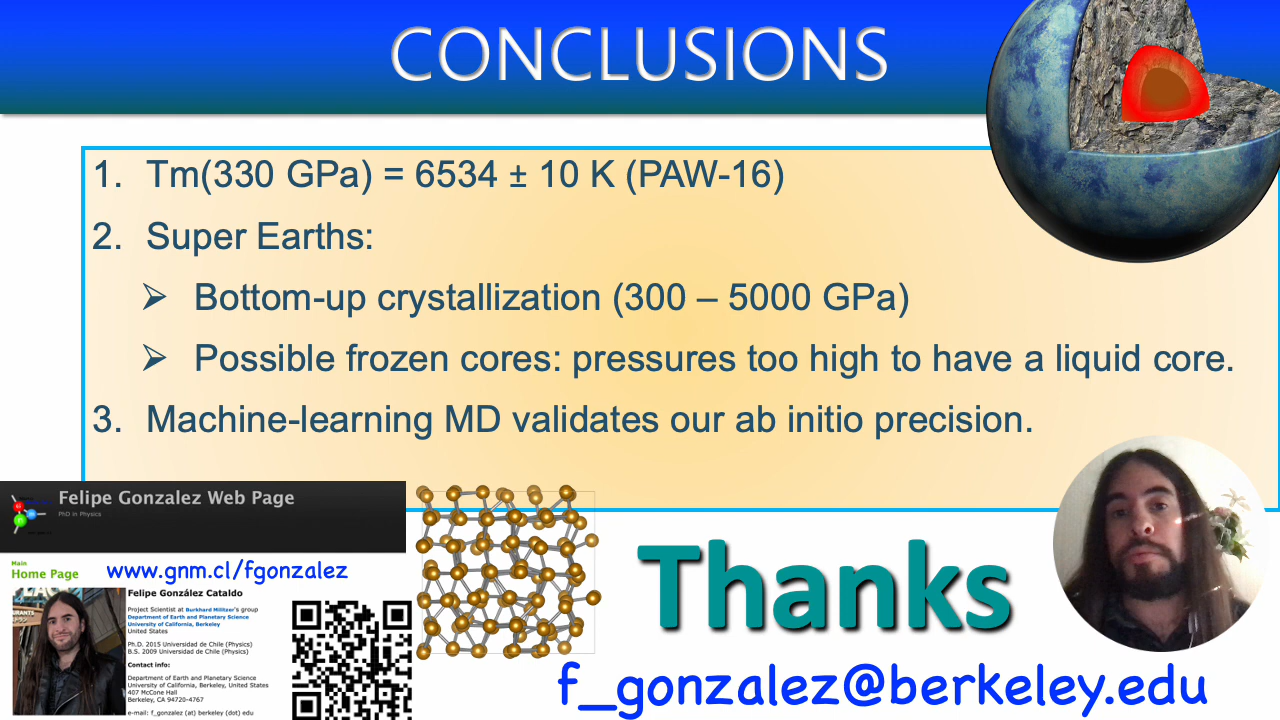 CONCLUSIONS
1. Tm(330 GPa) = 6534 ± 10 K (PAW-16)
2. Super Earths:
➢ Bottom-up crystallization (300 – 5000 GPa)
➢ Possible frozen cores: pressures too high to have a liquid core.
3. Machine-learning MD validates our ab initio precision.
Felipe Gonzalez Web Page
PhD in Physics
Main
Home Page
www.gnm.cl/fgonzalez
Felipe González Cataldo
Project Scientist at Burkhard Militzer's group
Department of Earth and Planetary Science
University of California, Berkeley
United States
Ph.D. 2015 Universidad de Chile (Physics)
B.S. 2009 Universidad de Chile (Physics)
Contact info:
Department of Earth and Planetary Science
University of California, Berkeley, United States
407 McCone Hall
Berkeley, CA 94720-4767
e-mail: f_gonzalez (at) berkeley (dot) edu
Thanks
f_gonzalez@berkeley.edu